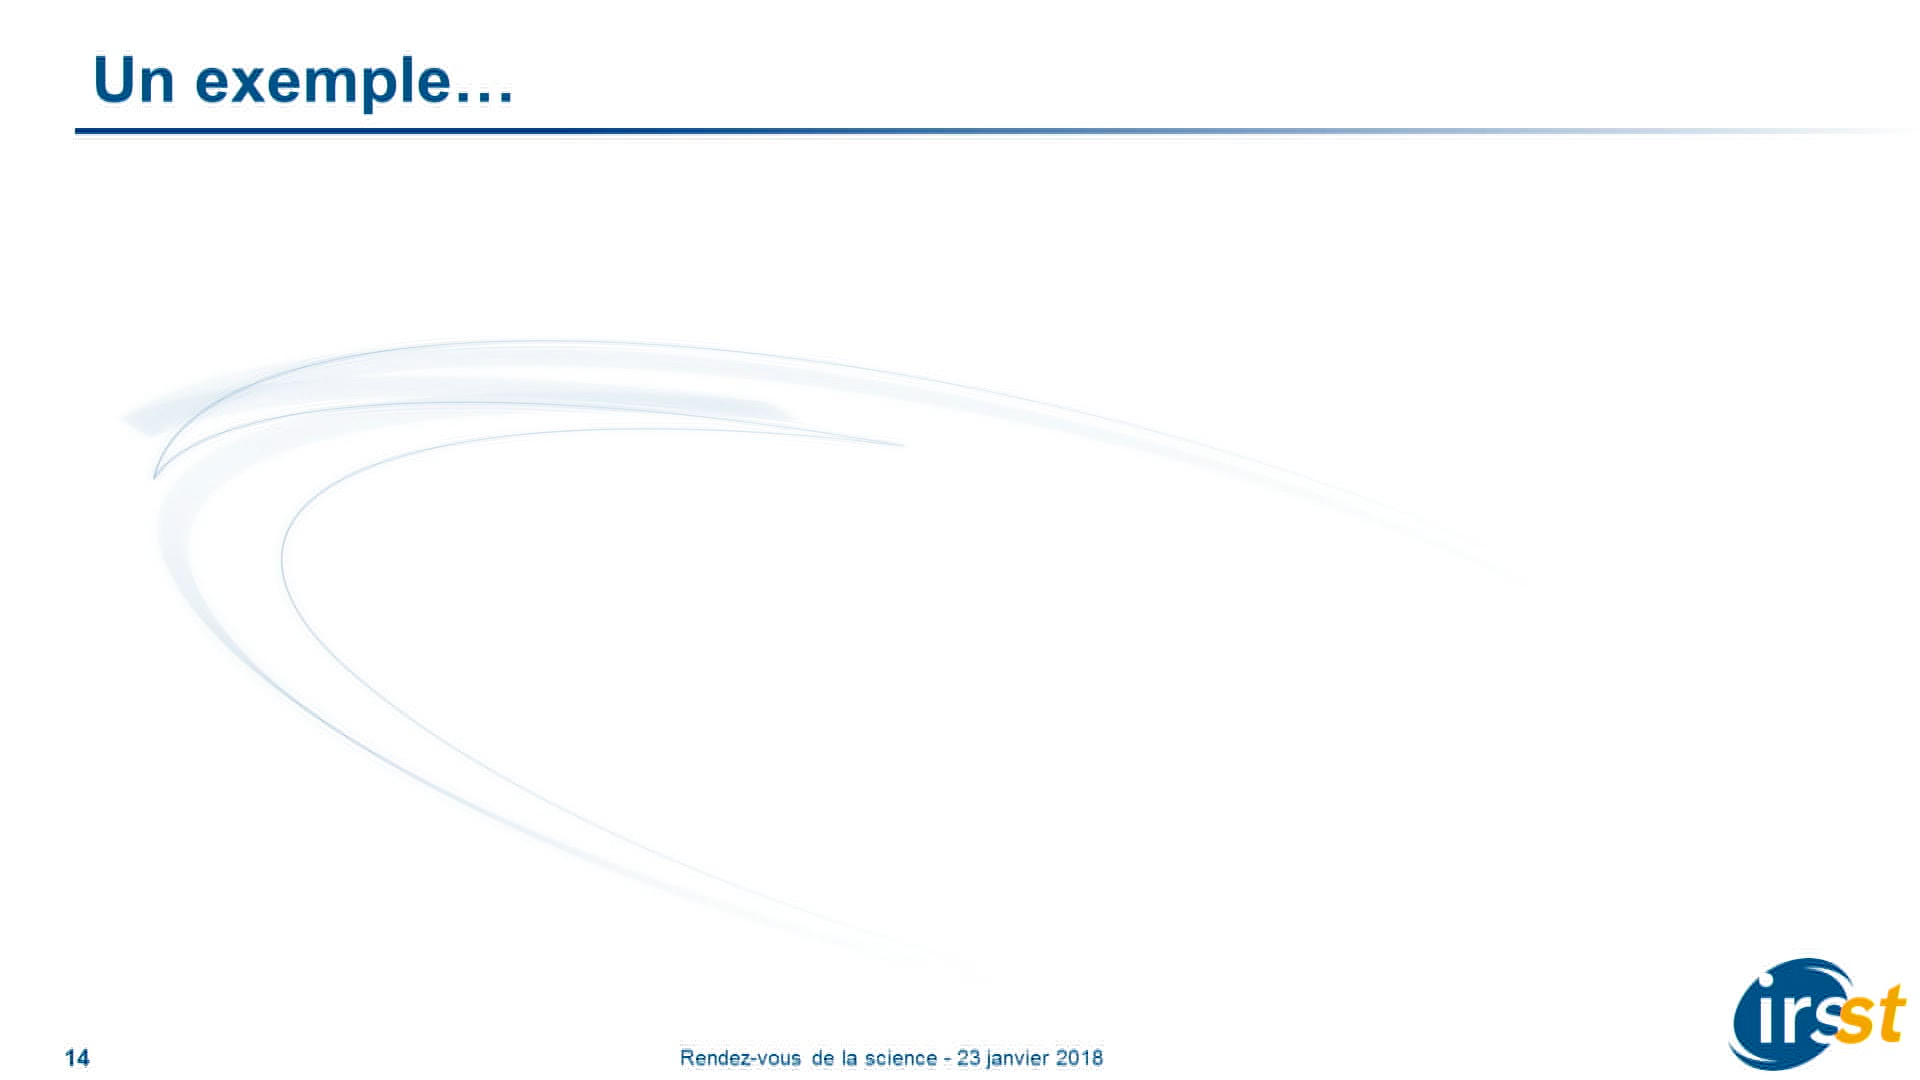 Un exemple…
14
Rendez-vous de la science - 23 janvier 2018
irsst